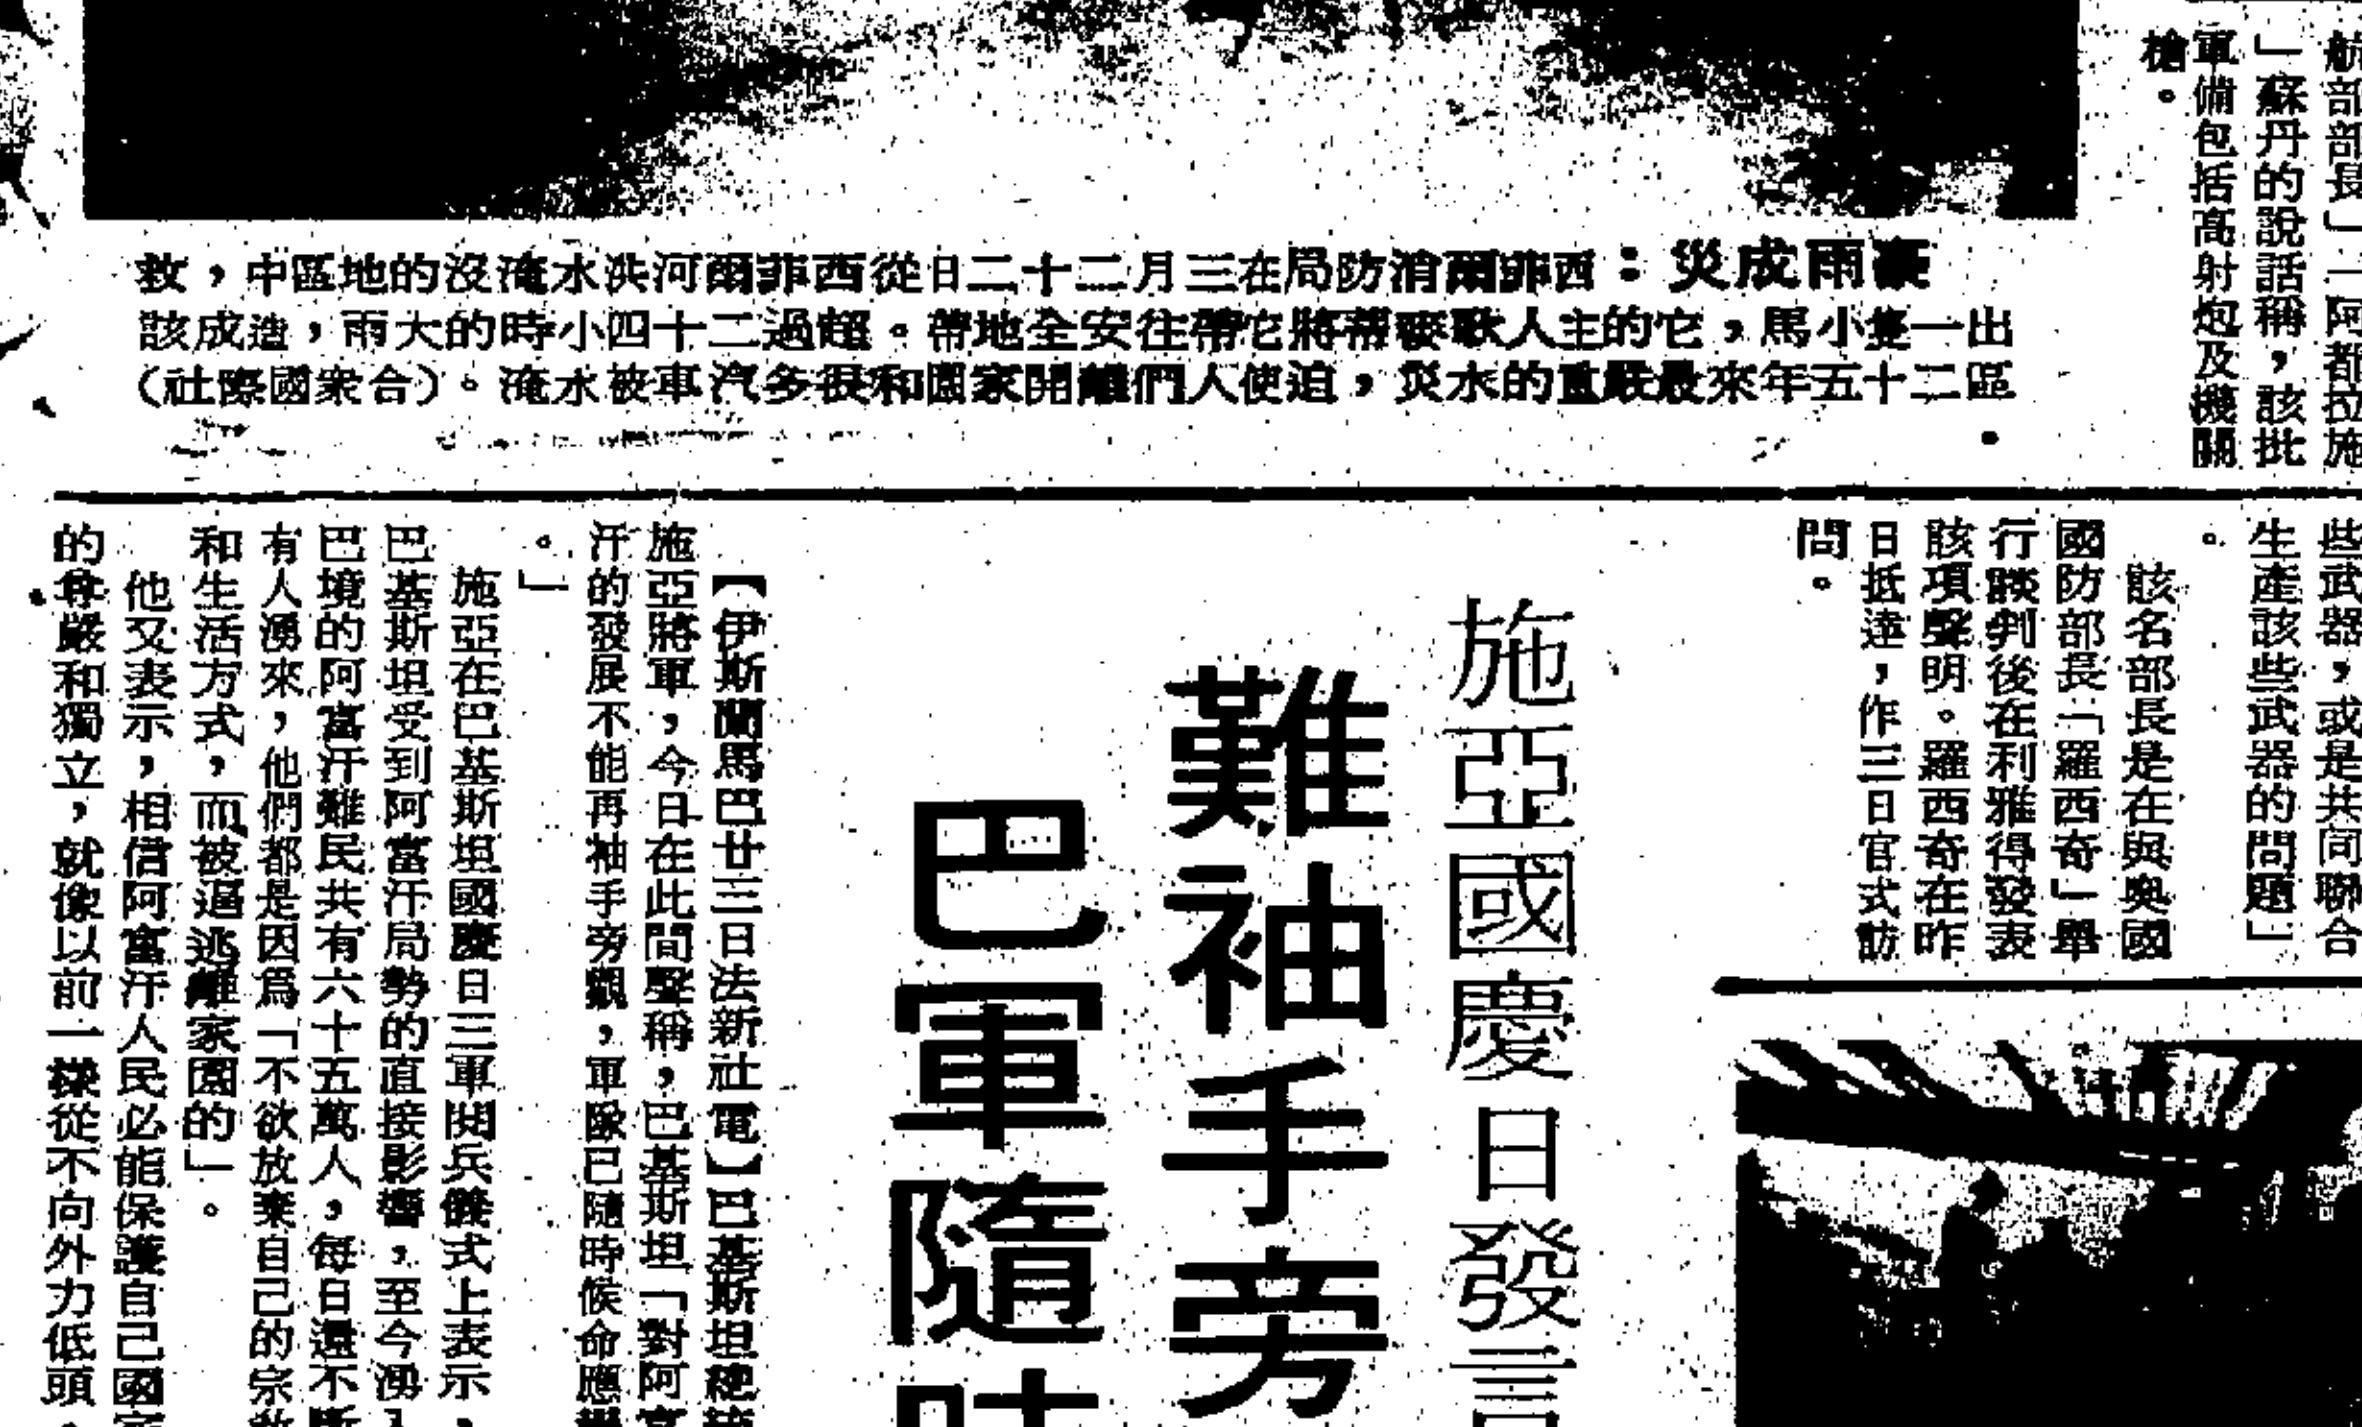 航部部長」—阿都拉施
」蘇丹的說話稱，該批
軍備包括高射炮及機關
槍。
豪雨成災：西菲爾消防局在三月二十二日從西菲爾河洪水淹沒的地區中，救
出一隻小馬，它的主人歌麥幕將它帶往安全地帶。超過二十四小時的大雨，造成該
區二十五年來最嚴重的水災，迫使人們離開家園和很多汽車被水淹。（合衆國際社）
些武器，或是共同聯合
生產該些武器的問題」
。
該名部長是在與奧國
國防部長「羅西奇」舉
行談判後在利雅得發表
該項聲明。羅西奇在昨
日抵達，作三日官式訪
問。
施亞國慶日發言
難袖手旁
巴軍隨時
【伊斯蘭馬巴廿三日法新社電】巴基斯坦總統
施亞將軍，今日在此間聲稱，巴基斯坦「對阿富
汗的發展不能再袖手旁觀，軍隊已隨時候命應變
。」
施亞在巴基斯坦國慶日三軍閱兵儀式上表示，
巴基斯坦受到阿富汗局勢的直接影響，至今湧入
巴境的阿富汗難民共有六十五萬人，每日還不斷
有人湧來，他們都是因爲「不欲放棄自己的宗教
和生活方式，而被逼逃離家園的」。
他又表示，相信阿富汗人民必能保護自己國家
的尊嚴和獨立，就像以前一樣從不向外力低頭，